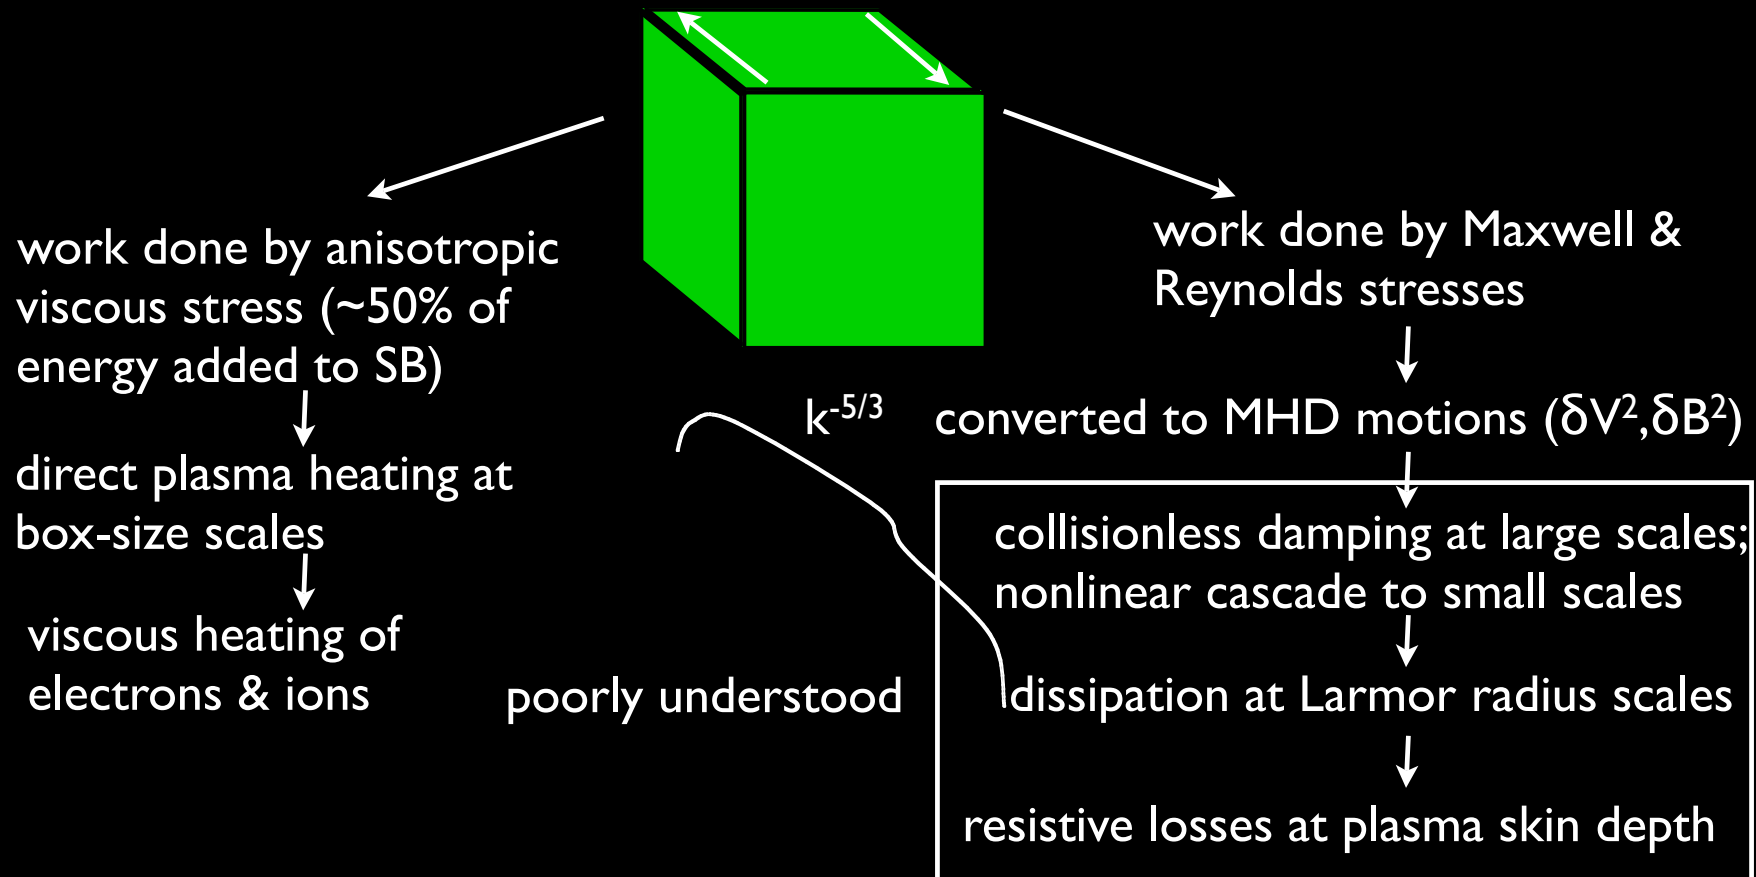 work done by anisotropic
viscous stress (~50% of
energy added to SB)
direct plasma heating at
box-size scales
viscous heating of
electrons & ions
work done by Maxwell &
Reynolds stresses
k⁻⁵ᐟ³
converted to MHD motions (δV²,δB²)
collisionless damping at large scales;
nonlinear cascade to small scales
poorly understood
dissipation at Larmor radius scales
resistive losses at plasma skin depth